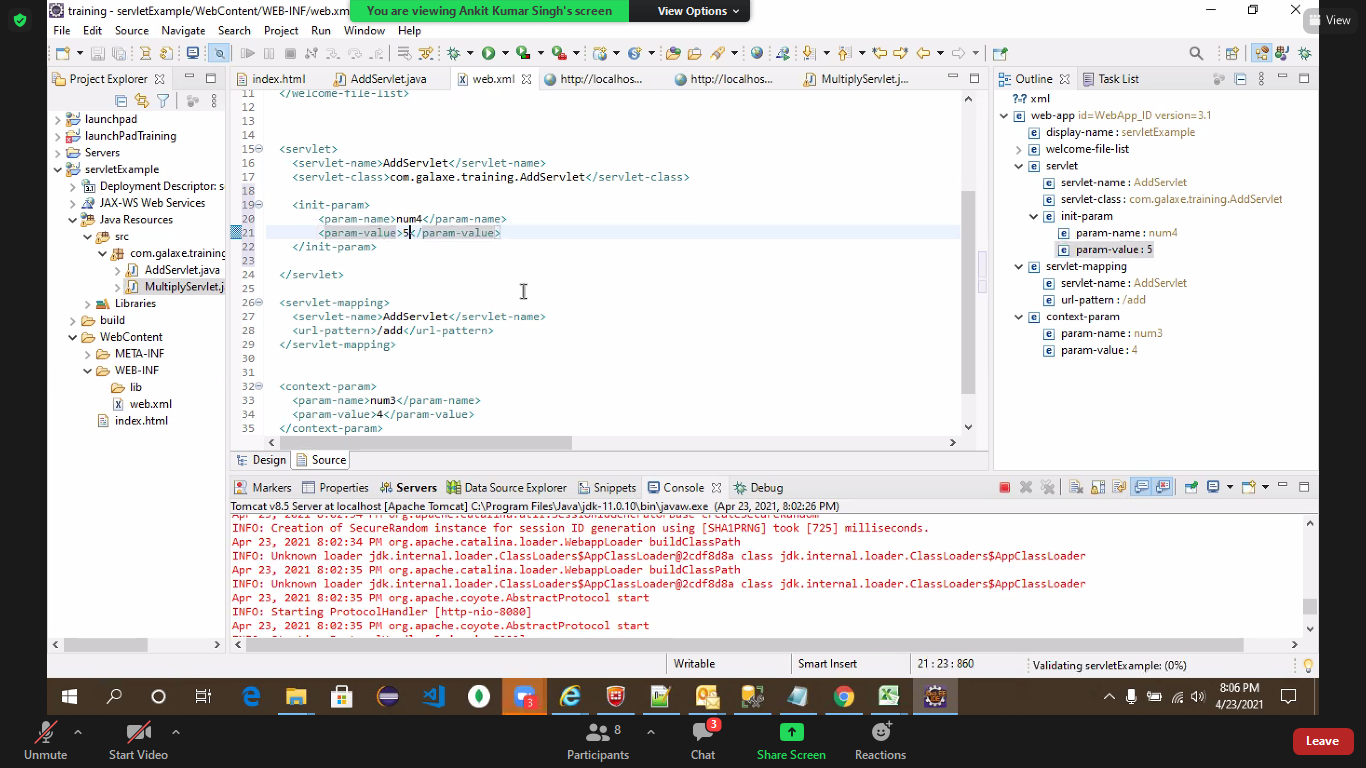 training - servletExample/WebContent/WEB-INF/web.xm
You are viewing Ankit Kumar Singh's screen
View Options
View
File Edit Source Navigate Search Project Run Window Help
Project Explorer
index.html
AddServlet.java
web.xml
http://localhos...
http://localhos...
MultiplyServlet.j...
Outline
Task List
launchpad
launchPadTraining
Servers
servletExample
Deployment Descriptor: s
JAX-WS Web Services
Java Resources
src
com.galaxe.training
AddServlet.java
MultiplyServlet.j
Libraries
build
WebContent
META-INF
WEB-INF
lib
web.xml
index.html
11 </welcome-file-list>
12
13
14
15 <servlet>
16 <servlet-name>AddServlet</servlet-name>
17 <servlet-class>com.galaxe.training.AddServlet</servlet-class>
18
19 <init-param>
20 <param-name>num4</param-name>
21 <param-value>5</param-value>
22 </init-param>
23
24 </servlet>
25
26 <servlet-mapping>
27 <servlet-name>AddServlet</servlet-name>
28 <url-pattern>/add</url-pattern>
29 </servlet-mapping>
30
31
32 <context-param>
33 <param-name>num3</param-name>
34 <param-value>4</param-value>
35 </context-param>
Design
Source
?=? xml
web-app id=WebApp_ID version=3.1
display-name : servletExample
welcome-file-list
servlet
servlet-name : AddServlet
servlet-class : com.galaxe.training.AddServlet
init-param
param-name : num4
param-value : 5
servlet-mapping
servlet-name : AddServlet
url-pattern : /add
context-param
param-name : num3
param-value : 4
Markers
Properties
Servers
Data Source Explorer
Snippets
Console
Debug
Tomcat v8.5 Server at localhost [Apache Tomcat] C:\Program Files\Java\jdk-11.0.10\bin\javaw.exe (Apr 23, 2021, 8:02:26 PM)
INFO: Creation of SecureRandom instance for session ID generation using [SHA1PRNG] took [725] milliseconds.
Apr 23, 2021 8:02:34 PM org.apache.catalina.loader.WebappLoader buildClassPath
INFO: Unknown loader jdk.internal.loader.ClassLoaders$AppClassLoader@2cdf8d8a class jdk.internal.loader.ClassLoaders$AppClassLoader
Apr 23, 2021 8:02:35 PM org.apache.catalina.loader.WebappLoader buildClassPath
INFO: Unknown loader jdk.internal.loader.ClassLoaders$AppClassLoader@2cdf8d8a class jdk.internal.loader.ClassLoaders$AppClassLoader
Apr 23, 2021 8:02:35 PM org.apache.coyote.AbstractProtocol start
INFO: Starting ProtocolHandler [http-nio-8080]
Apr 23, 2021 8:02:35 PM org.apache.coyote.AbstractProtocol start
Writable
Smart Insert
21 : 23 : 860
Validating servletExample: (0%)
3
8:06 PM
4/23/2021
Unmute
Start Video
Participants
8
Chat
3
Share Screen
Reactions
Leave